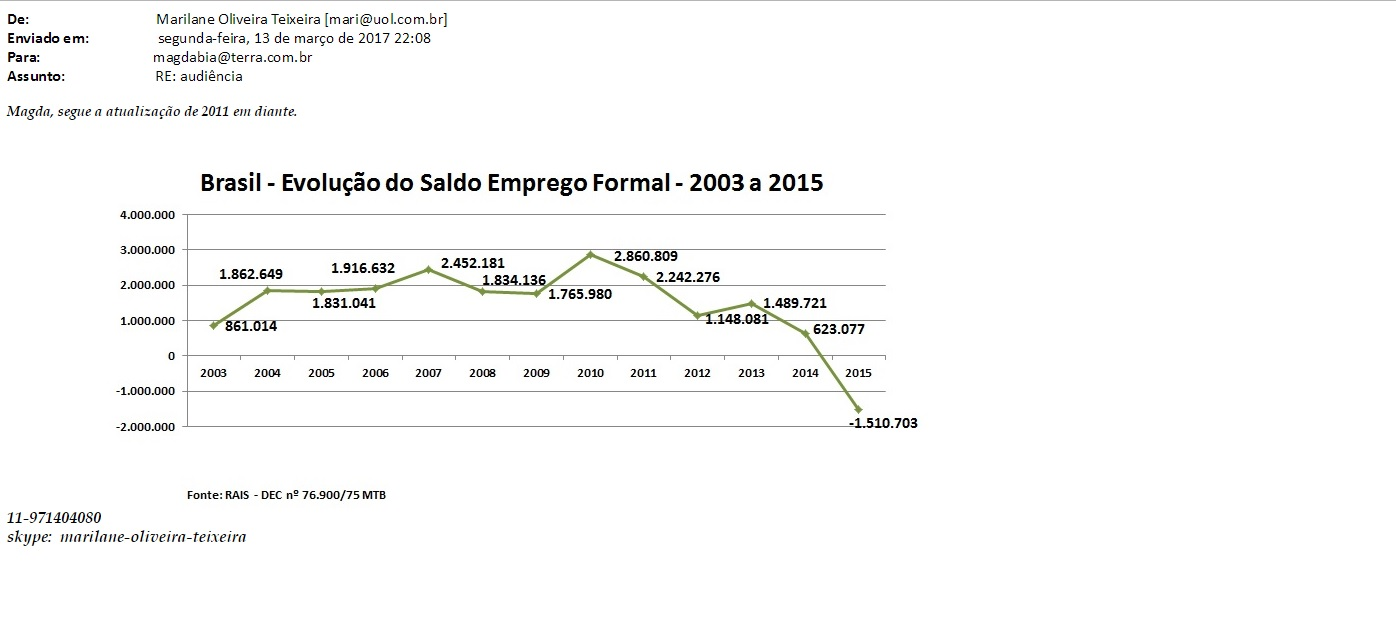 De: Marilane Oliveira Teixeira [mari@uol.com.br]
Enviado em: segunda-feira, 13 de março de 2017 22:08
Para: magdabia@terra.com.br
Assunto: RE: audiência
Magda, segue a atualização de 2011 em diante.
Brasil - Evolução do Saldo Emprego Formal - 2003 a 2015
4.000.000
3.000.000
2.000.000
1.000.000
0
-1.000.000
-2.000.000
861.014
1.862.649
1.831.041
1.916.632
2.452.181
1.834.136
1.765.980
2.860.809
2.242.276
1.148.081
1.489.721
623.077
-1.510.703
2003 2004 2005 2006 2007 2008 2009 2010 2011 2012 2013 2014 2015
Fonte: RAIS - DEC nº 76.900/75 MTB
11-971404080
skype: marilane-oliveira-teixeira